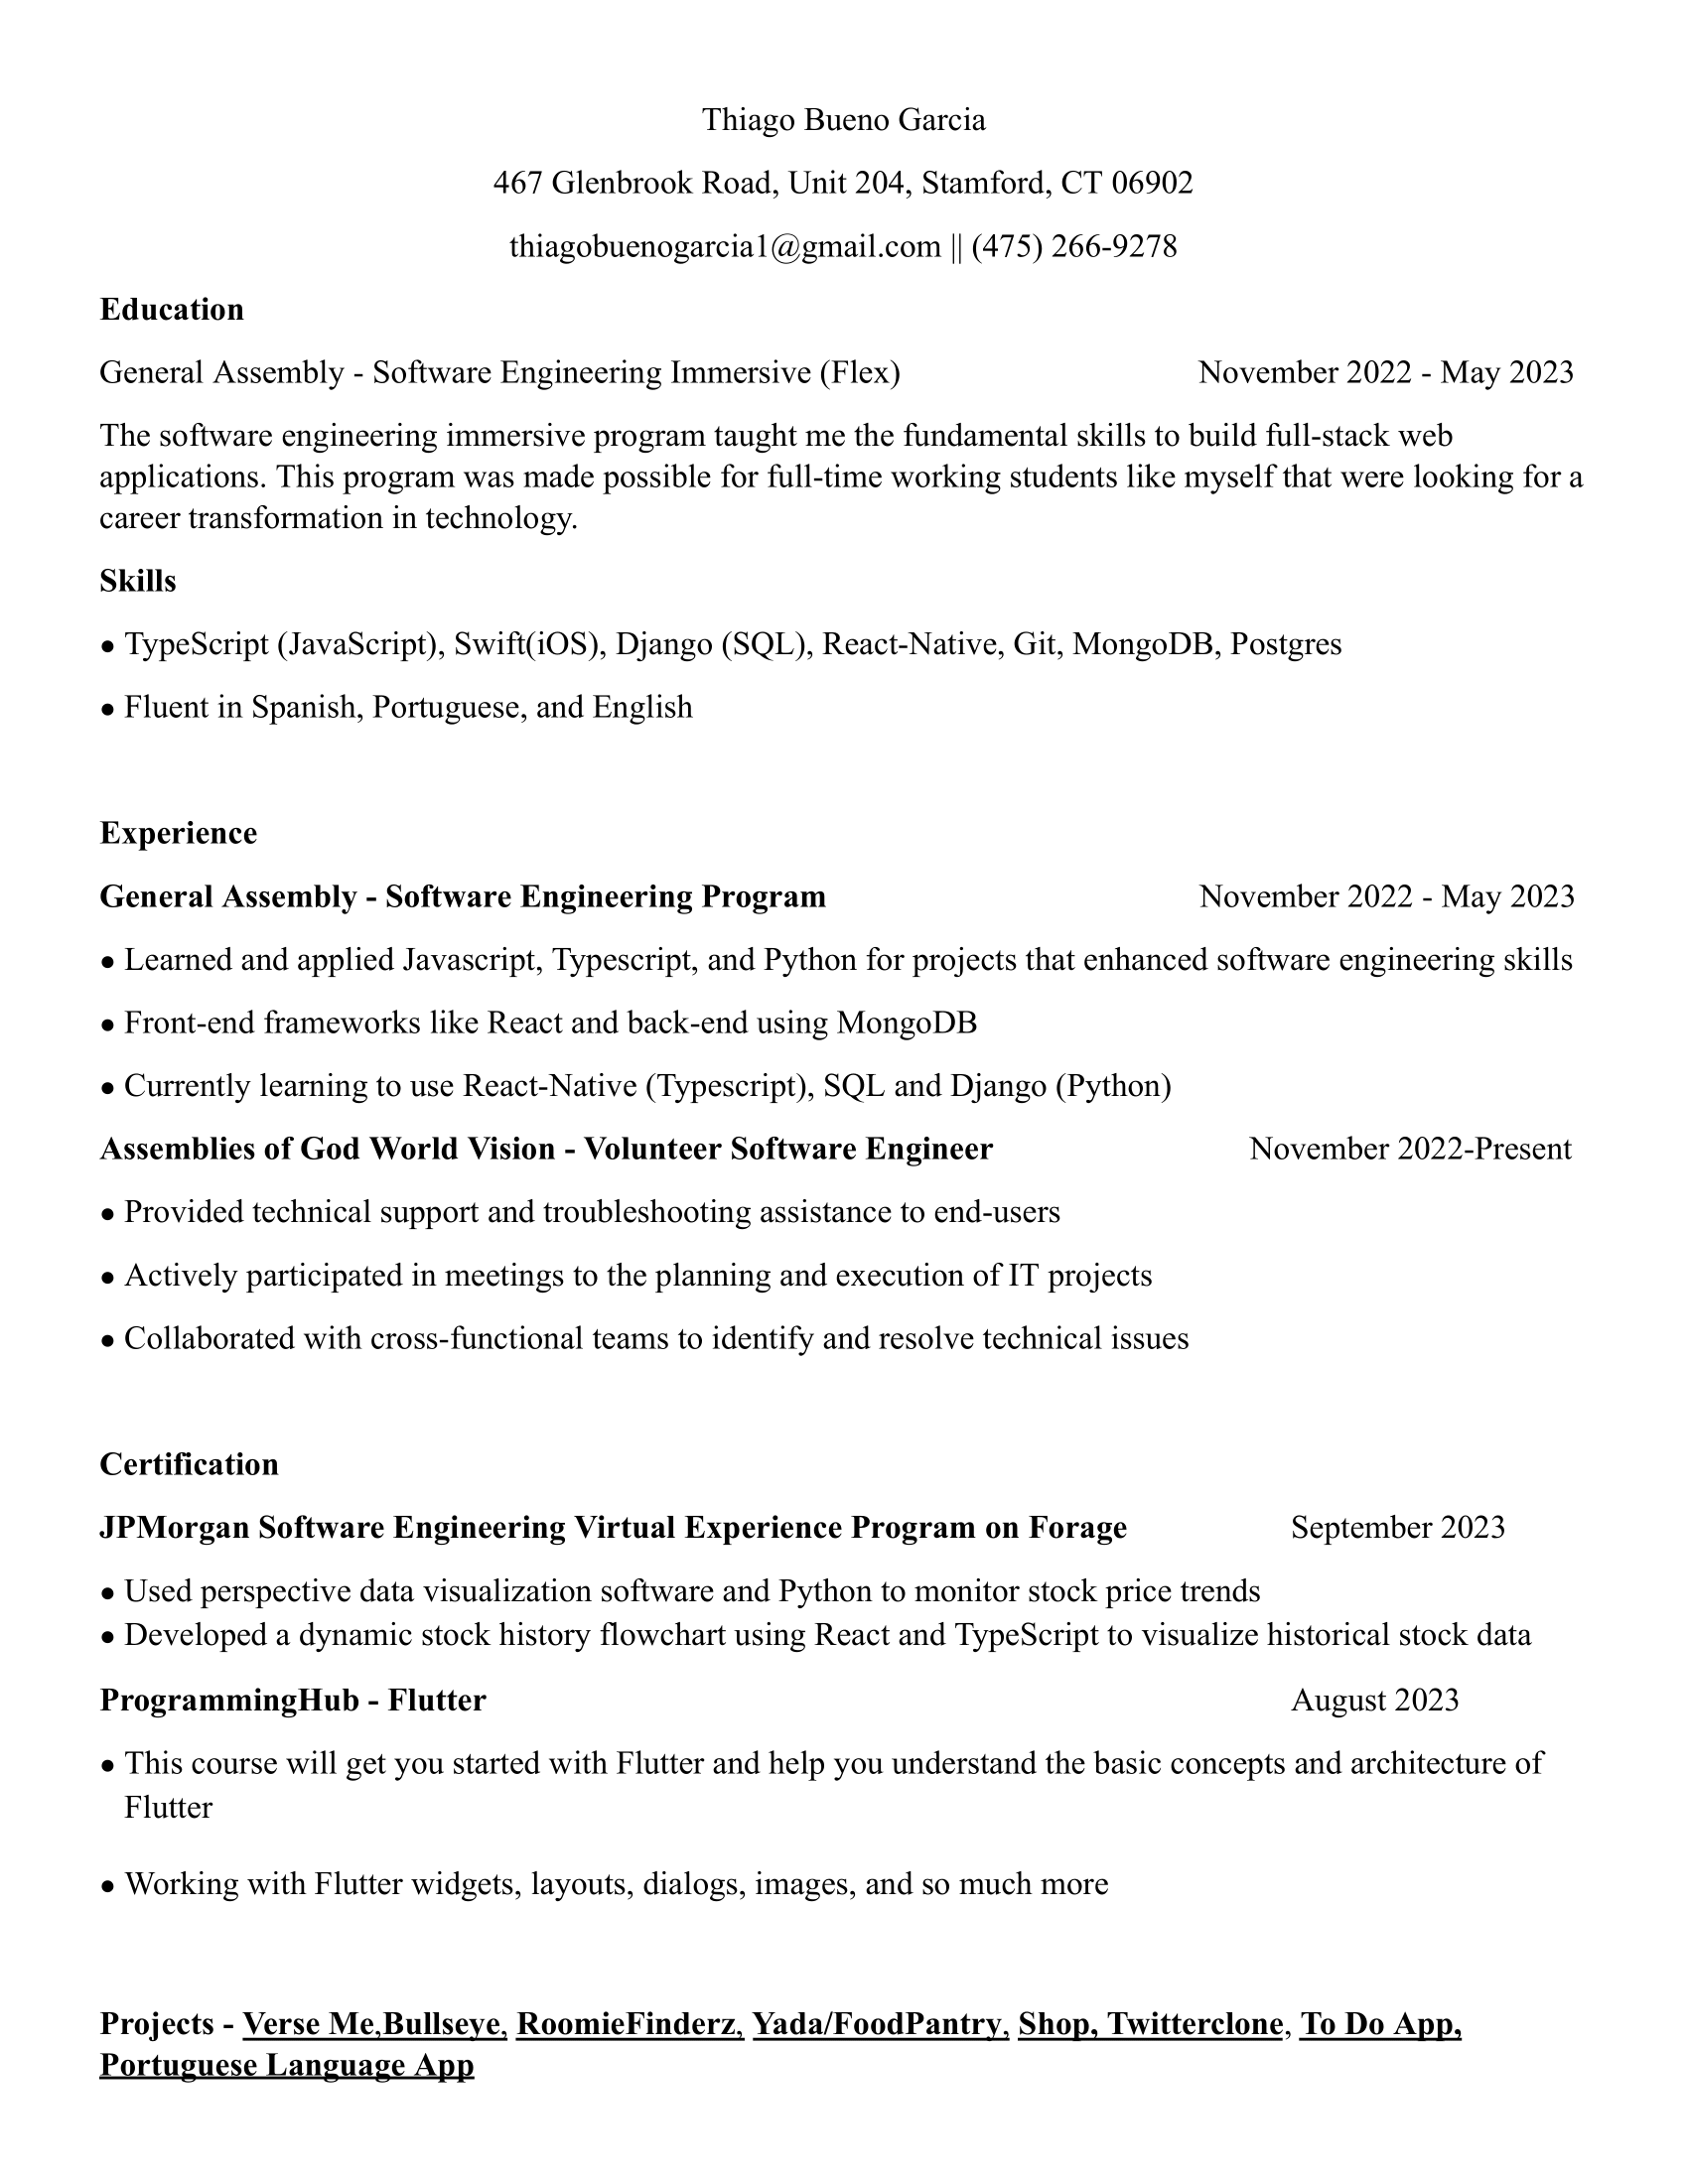 Thiago Bueno Garcia
467 Glenbrook Road, Unit 204, Stamford, CT 06902
thiagobuenogarcia1@gmail.com || (475) 266-9278
Education
General Assembly - Software Engineering Immersive (Flex) November 2022 - May 2023
The software engineering immersive program taught me the fundamental skills to build full-stack web
applications. This program was made possible for full-time working students like myself that were looking for a
career transformation in technology.
Skills
● TypeScript (JavaScript), Swift(iOS), Django (SQL), React-Native, Git, MongoDB, Postgres
● Fluent in Spanish, Portuguese, and English
Experience
General Assembly - Software Engineering Program November 2022 - May 2023
● Learned and applied Javascript, Typescript, and Python for projects that enhanced software engineering skills
● Front-end frameworks like React and back-end using MongoDB
● Currently learning to use React-Native (Typescript), SQL and Django (Python)
Assemblies of God World Vision - Volunteer Software Engineer November 2022-Present
● Provided technical support and troubleshooting assistance to end-users
● Actively participated in meetings to the planning and execution of IT projects
● Collaborated with cross-functional teams to identify and resolve technical issues
Certification
JPMorgan Software Engineering Virtual Experience Program on Forage September 2023
● Used perspective data visualization software and Python to monitor stock price trends
● Developed a dynamic stock history flowchart using React and TypeScript to visualize historical stock data
ProgrammingHub - Flutter August 2023
● This course will get you started with Flutter and help you understand the basic concepts and architecture of
Flutter
● Working with Flutter widgets, layouts, dialogs, images, and so much more
Projects - Verse Me,Bullseye, RoomieFinderz, Yada/FoodPantry, Shop, Twitterclone, To Do App,
Portuguese Language App